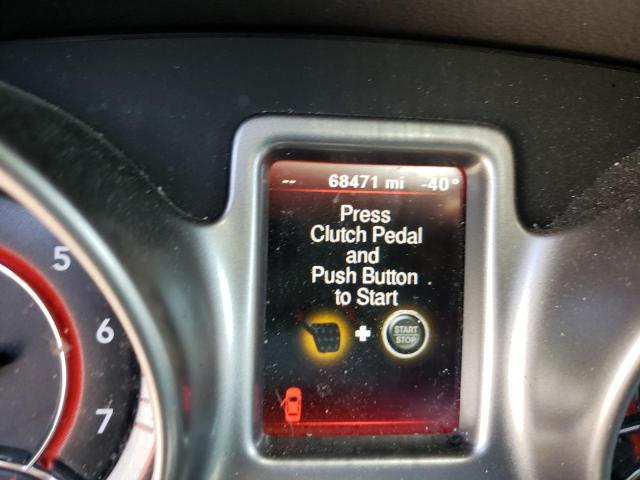 -- 68471 mi -40°
Press
Clutch Pedal
and
Push Button
to Start
START
STOP
5
6
7